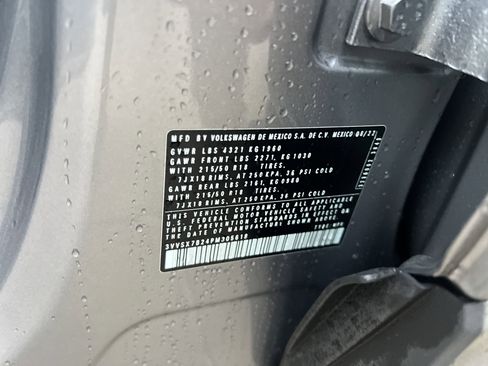 MFD BY VOLKSWAGEN DE MEXICO S.A. DE C.V. MEXICO 08/22
GVWR LBS 4321 KG1960
GAWR FRONT LBS 2271, KG1030
WITH 215/50 R18 TIRES.
7JX18 RIMS. AT 250 KPA. 36 PSI COLD
GAWR REAR LBS 2161, KG0980
WITH 215/50 R18 TIRES.
7JX18 RIMS. AT 250 KPA. 36 PSI COLD
THIS VEHICLE CONFORMS TO ALL APPLICABLE
U.S. FEDERAL MOTOR VEHICLE SAFETY AND
THEFT PREVENTION STANDARDS IN EFFECT ON THE
DATE OF MANUFACTURE SHOWN ABOVE